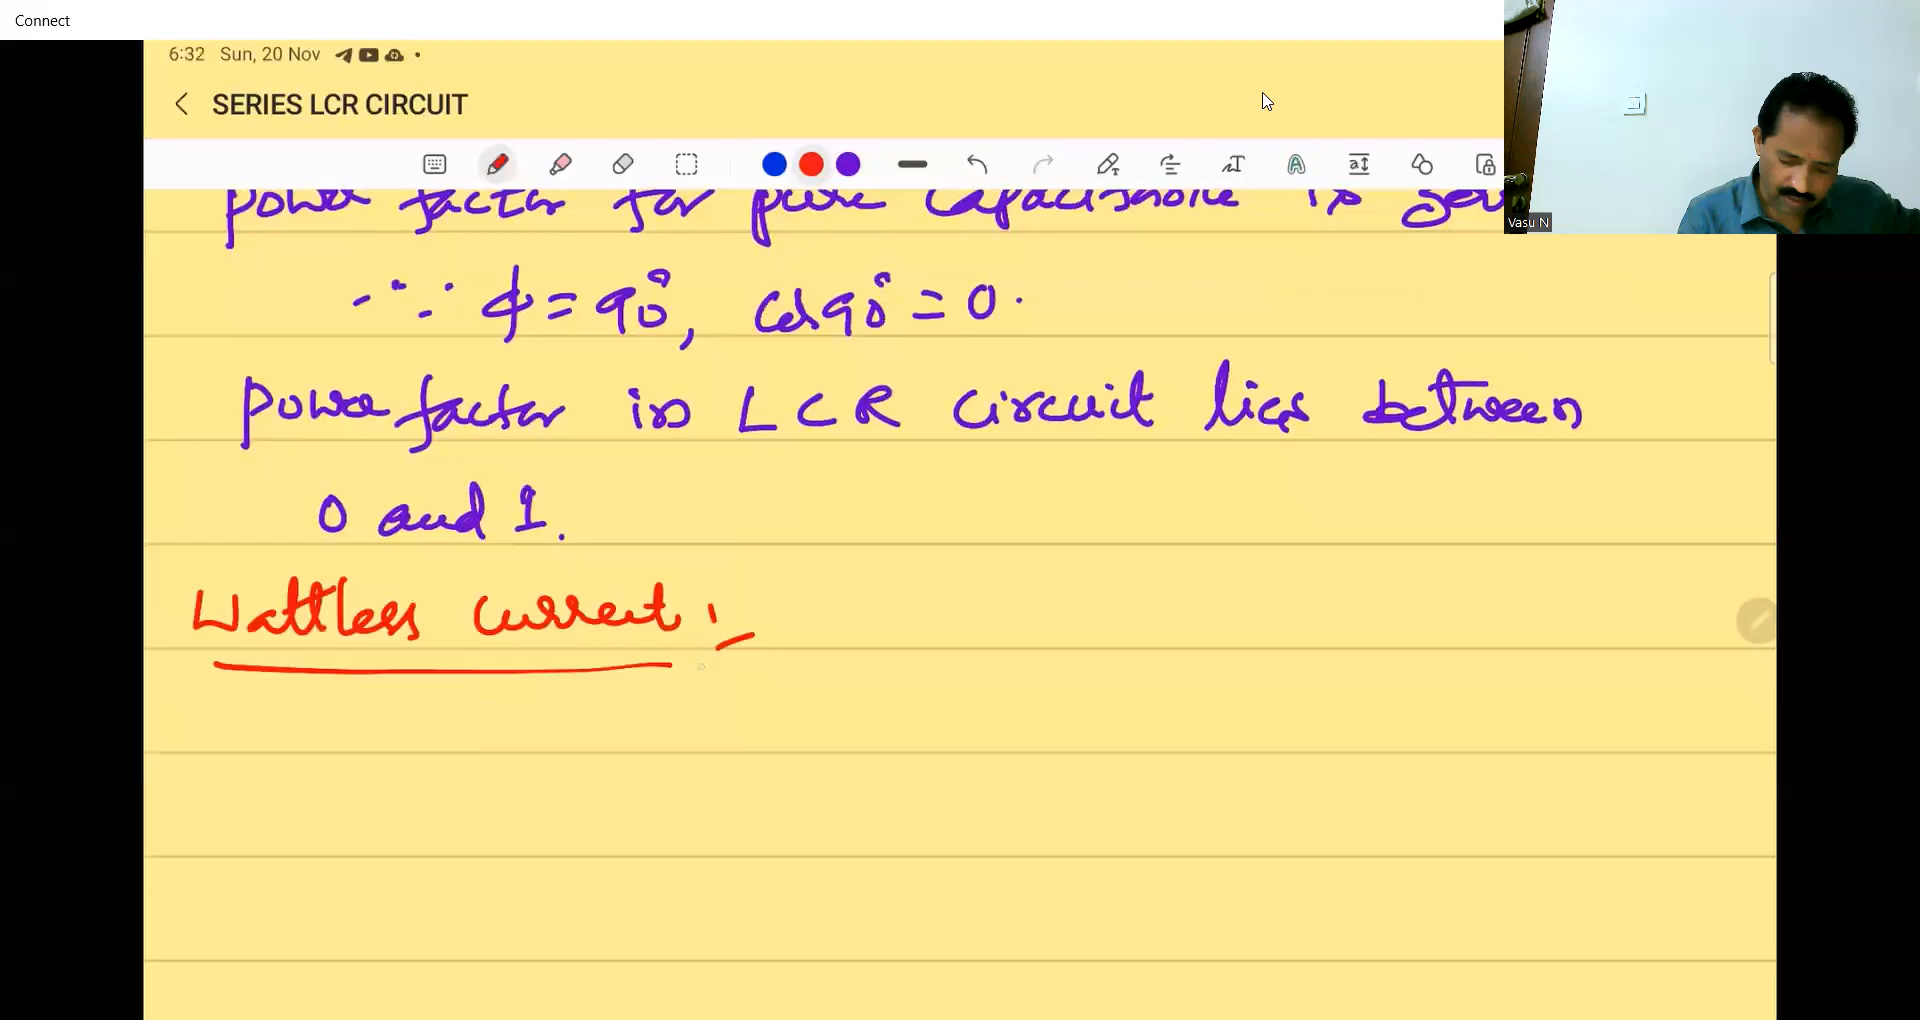 Connect
6:32 Sun, 20 Nov
SERIES LCR CIRCUIT
Vasu N
power factor for pure capacitance is zero
∵ ϕ = 90°, cos90° = 0.
power factor in LCR circuit lies between
0 and 1.
Wattless current :-